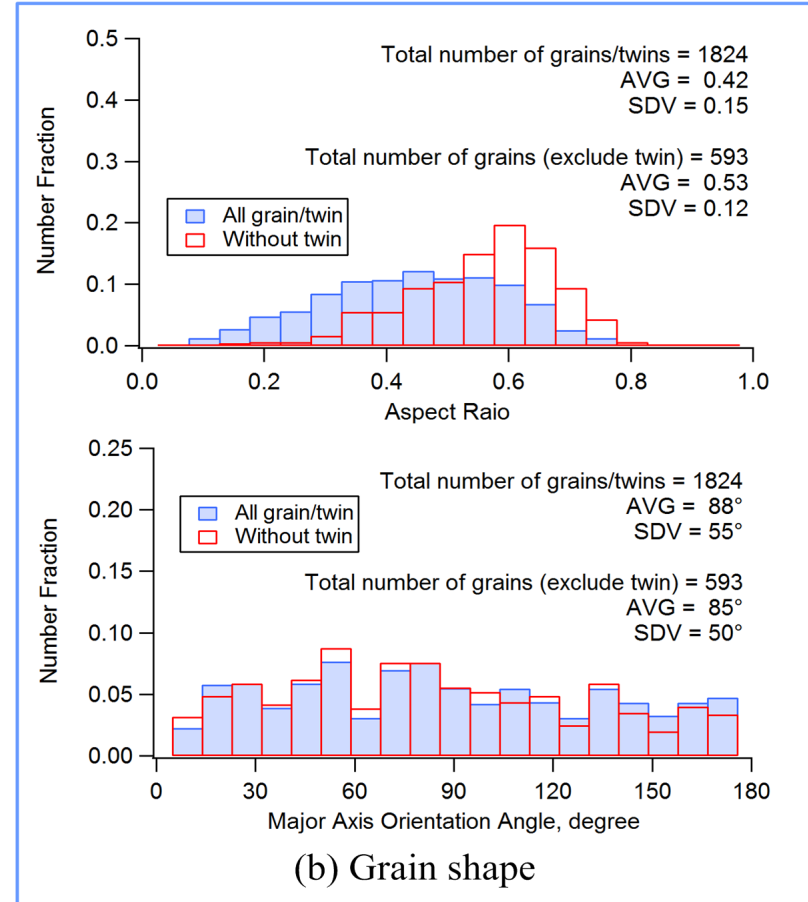 0.5
0.4
0.3
0.2
0.1
0.0
Number Fraction
Total number of grains/twins = 1824
AVG = 0.42
SDV = 0.15
Total number of grains (exclude twin) = 593
AVG = 0.53
SDV = 0.12
All grain/twin
Without twin
0.0 0.2 0.4 0.6 0.8 1.0
Aspect Raio
0.25
0.20
0.15
0.10
0.05
0.00
Number Fraction
Total number of grains/twins = 1824
AVG = 88°
SDV = 55°
Total number of grains (exclude twin) = 593
AVG = 85°
SDV = 50°
All grain/twin
Without twin
0 30 60 90 120 150 180
Major Axis Orientation Angle, degree
(b) Grain shape